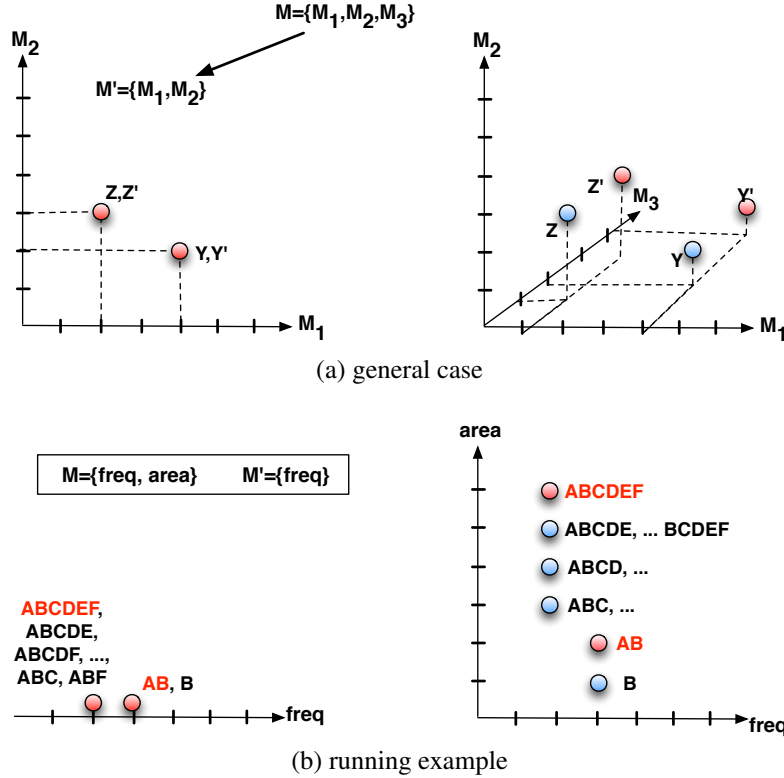 M={M1,M2,M3}
M2
M'={M1,M2}
Z,Z'
Y,Y'
M1
M2
Z'
M3
Y'
Z
Y
M1
(a) general case
M={freq, area} M'={freq}
ABCDEF,
ABCDE,
ABCDF, ...,
ABC, ABF
AB, B
freq
area
ABCDEF
ABCDE, ... BCDEF
ABCD, ...
ABC, ...
AB
B
freq
(b) running example